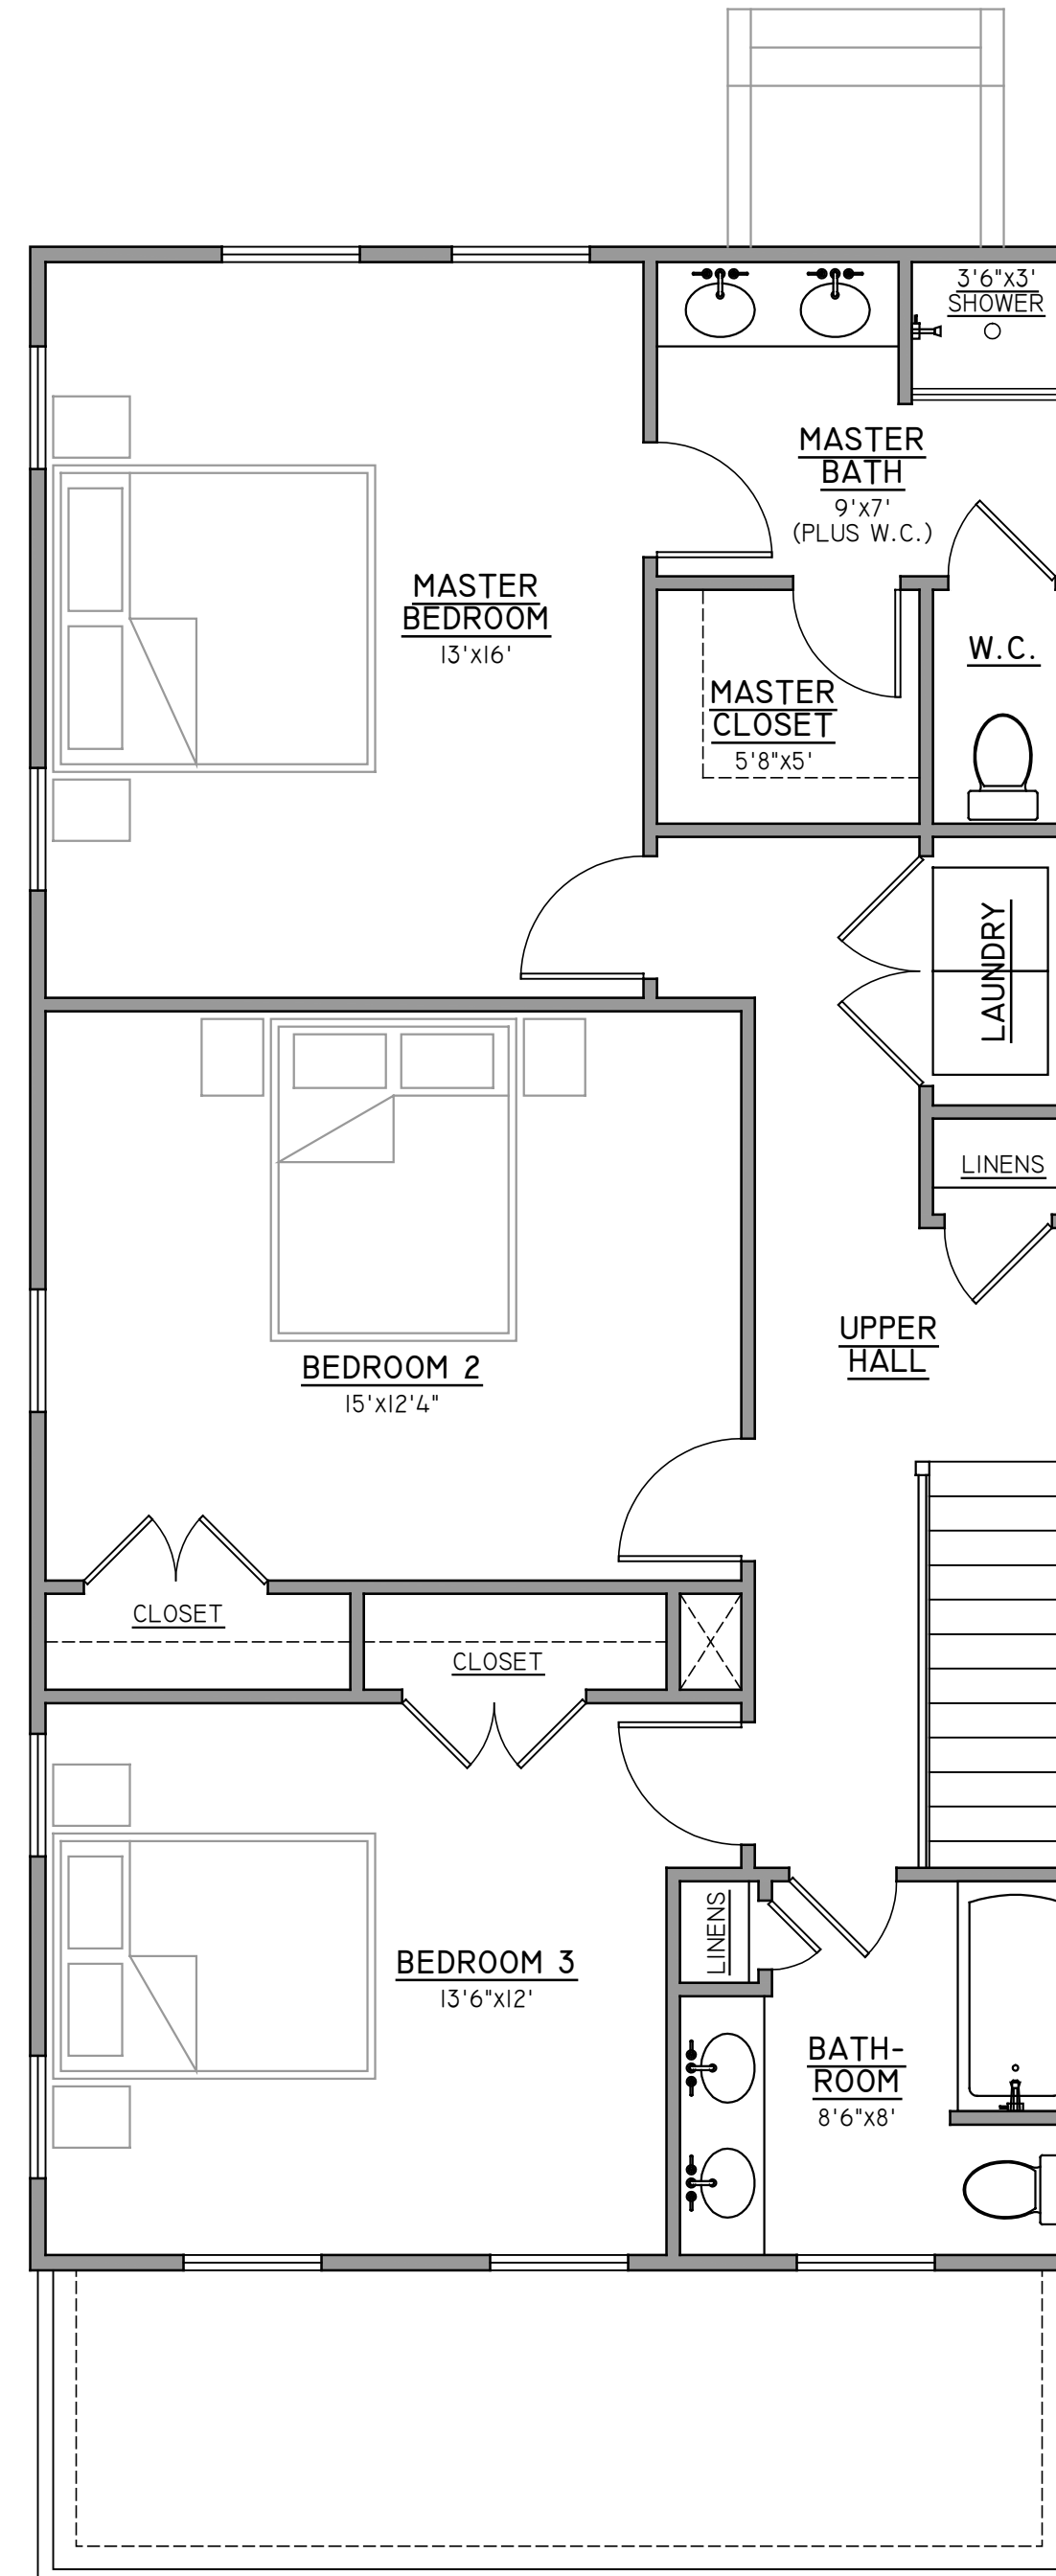 3'6"x3'
SHOWER
MASTER
BATH
9'x7'
(PLUS W.C.)
MASTER
BEDROOM
13'x16'
W.C.
MASTER
CLOSET
5'8"x5'
LAUNDRY
LINENS
UPPER
HALL
BEDROOM 2
15'x12'4"
CLOSET
CLOSET
LINENS
BEDROOM 3
13'6"x12'
BATH-
ROOM
8'6"x8'